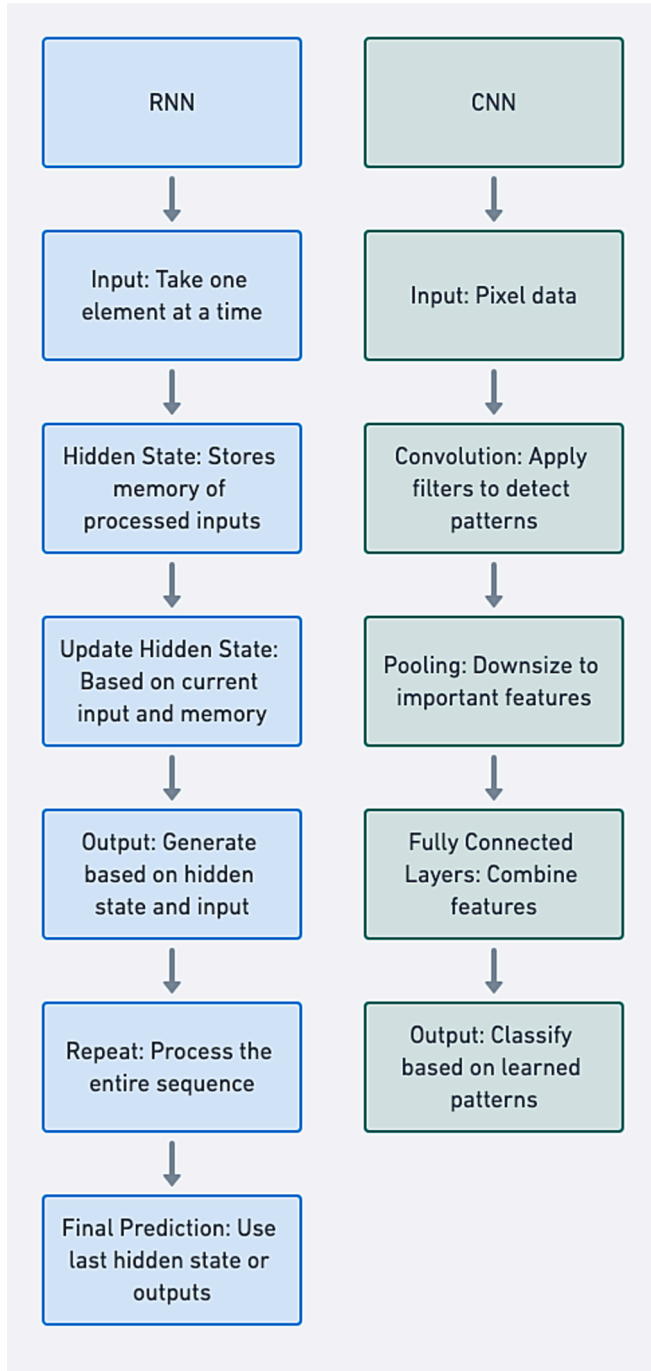 RNN
Input: Take one
element at a time
Hidden State: Stores
memory of
processed inputs
Update Hidden State:
Based on current
input and memory
Output: Generate
based on hidden
state and input
Repeat: Process the
entire sequence
Final Prediction: Use
last hidden state or
outputs
CNN
Input: Pixel data
Convolution: Apply
filters to detect
patterns
Pooling: Downsize to
important features
Fully Connected
Layers: Combine
features
Output: Classify
based on learned
patterns